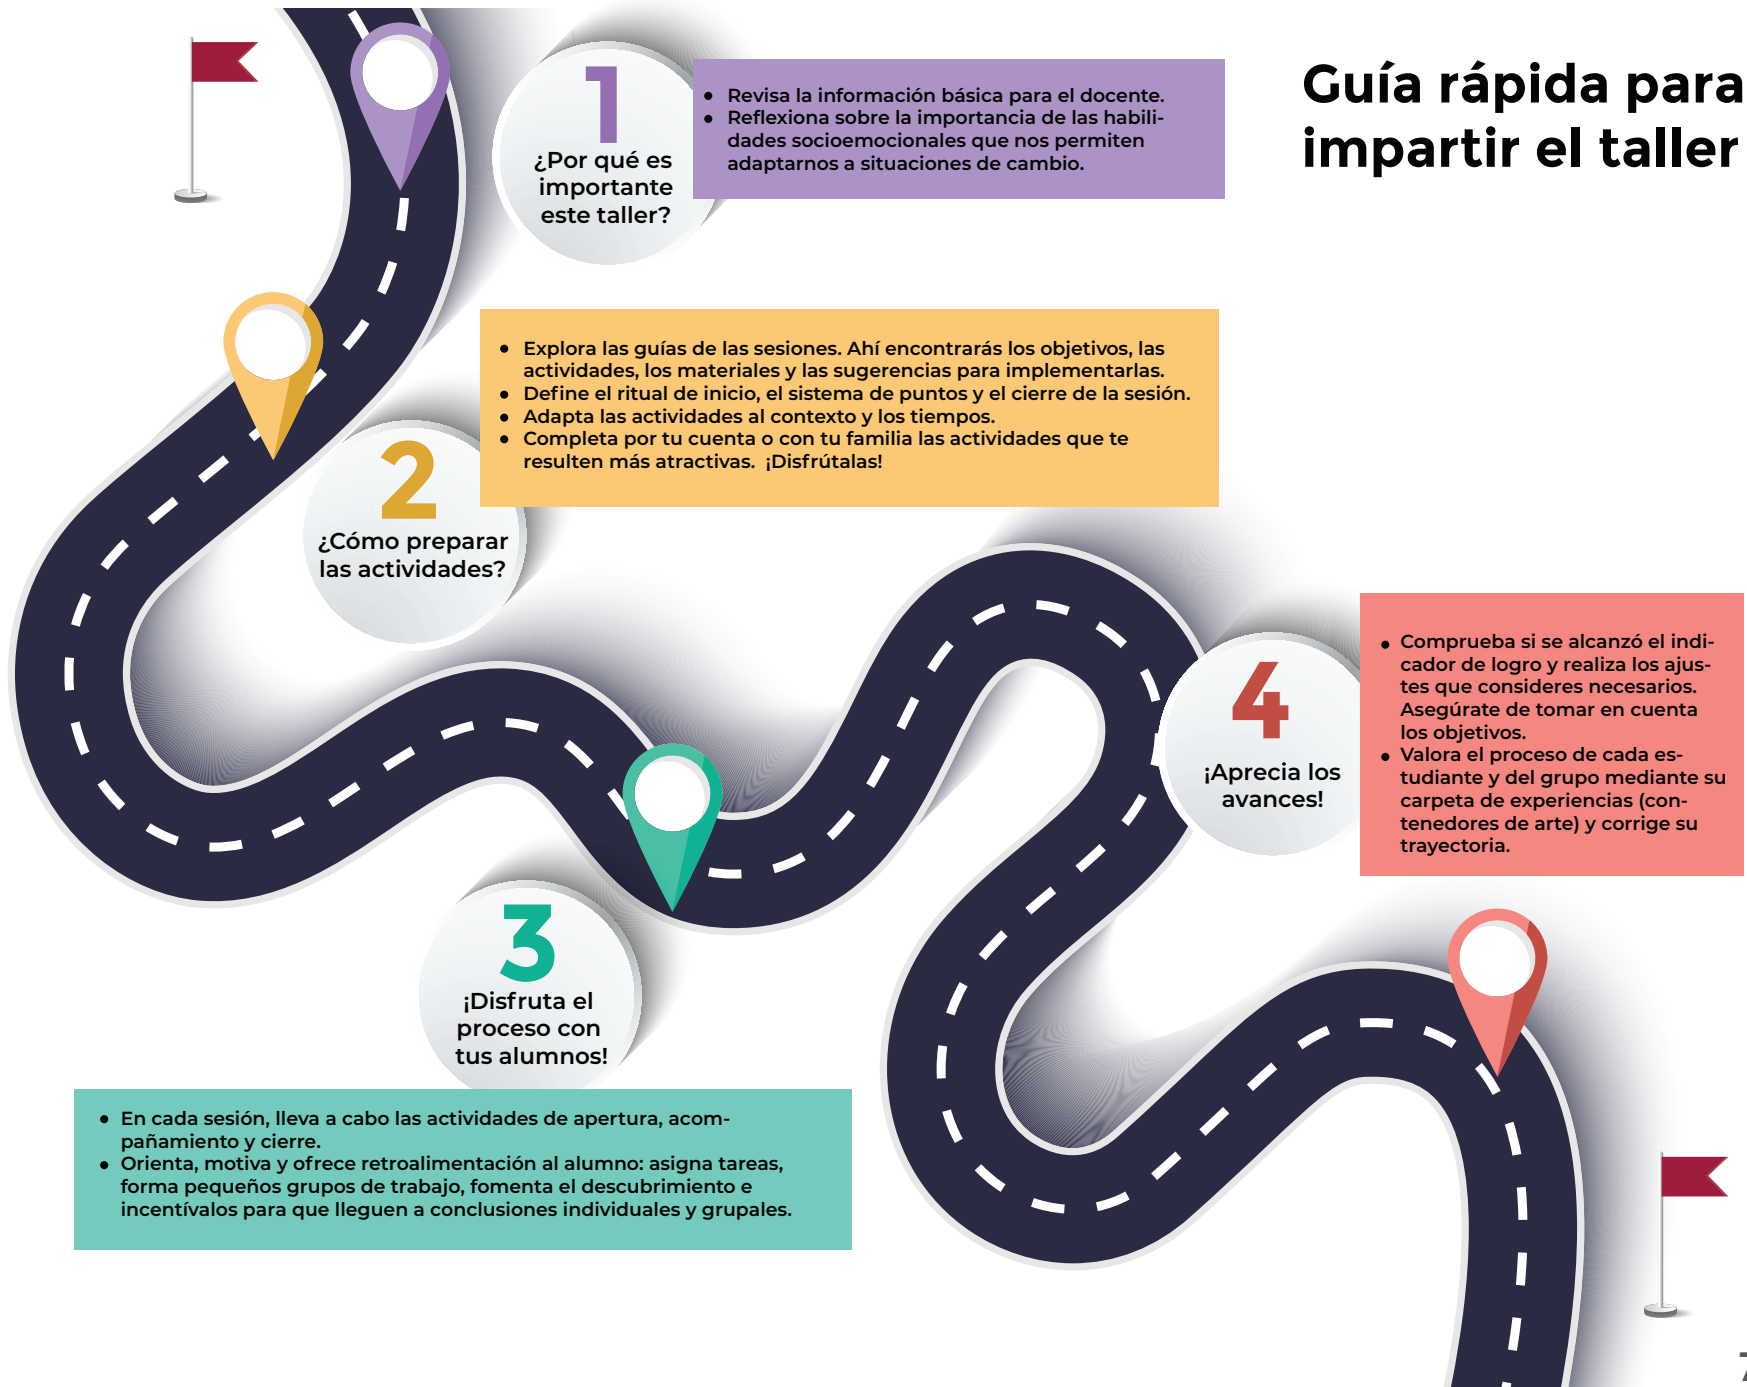 Guía rápida para
impartir el taller
1
¿Por qué es
importante
este taller?
• Revisa la información básica para el docente.
• Reflexiona sobre la importancia de las habili-
dades socioemocionales que nos permiten
adaptarnos a situaciones de cambio.
2
¿Cómo preparar
las actividades?
• Explora las guías de las sesiones. Ahí encontrarás los objetivos, las
actividades, los materiales y las sugerencias para implementarlas.
• Define el ritual de inicio, el sistema de puntos y el cierre de la sesión.
• Adapta las actividades al contexto y los tiempos.
• Completa por tu cuenta o con tu familia las actividades que te
resulten más atractivas. ¡Disfrútalas!
3
¡Disfruta el
proceso con
tus alumnos!
• En cada sesión, lleva a cabo las actividades de apertura, acom-
pañamiento y cierre.
• Orienta, motiva y ofrece retroalimentación al alumno: asigna tareas,
forma pequeños grupos de trabajo, fomenta el descubrimiento e
incentívalos para que lleguen a conclusiones individuales y grupales.
4
¡Aprecia los
avances!
• Comprueba si se alcanzó el indi-
cador de logro y realiza los ajus-
tes que consideres necesarios.
Asegúrate de tomar en cuenta
los objetivos.
• Valora el proceso de cada es-
tudiante y del grupo mediante su
carpeta de experiencias (con-
tenedores de arte) y corrige su
trayectoria.